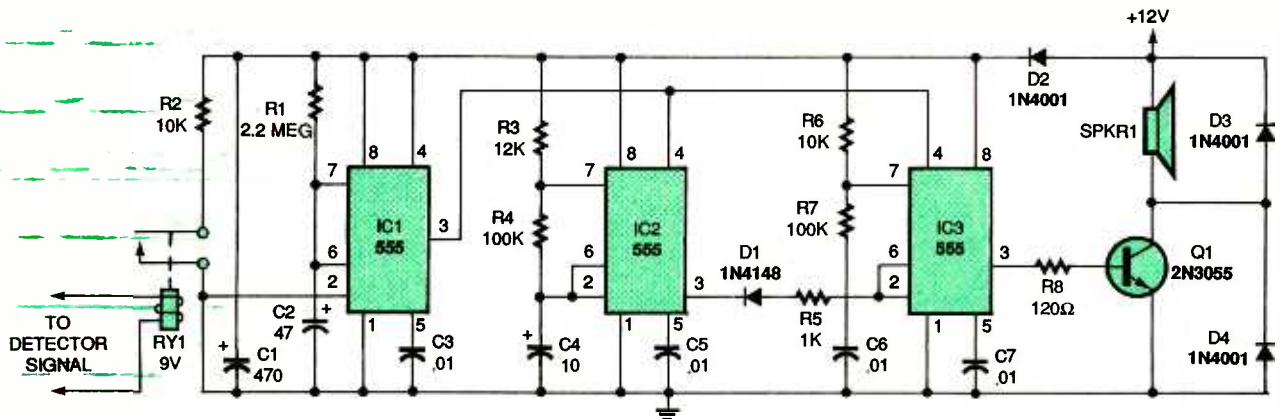 +12V
D2
1N4001
R2
10K
R1
2.2 MEG
R3
12K
R6
10K
SPKR1
D3
1N4001
8
4
7
IC1
555
3
6
2
1
5
8
4
7
R4
100K
IC2
555
6
2
3
1
5
D1
1N4148
R5
1K
4
8
7
R7
100K
IC3
555
6
2
3
1
5
R8
120Ω
Q1
2N3055
TO
DETECTOR
SIGNAL
RY1
9V
+
C1
470
C2
47
+
C3
.01
+
C4
10
C5
.01
C6
.01
C7
.01
D4
1N4001